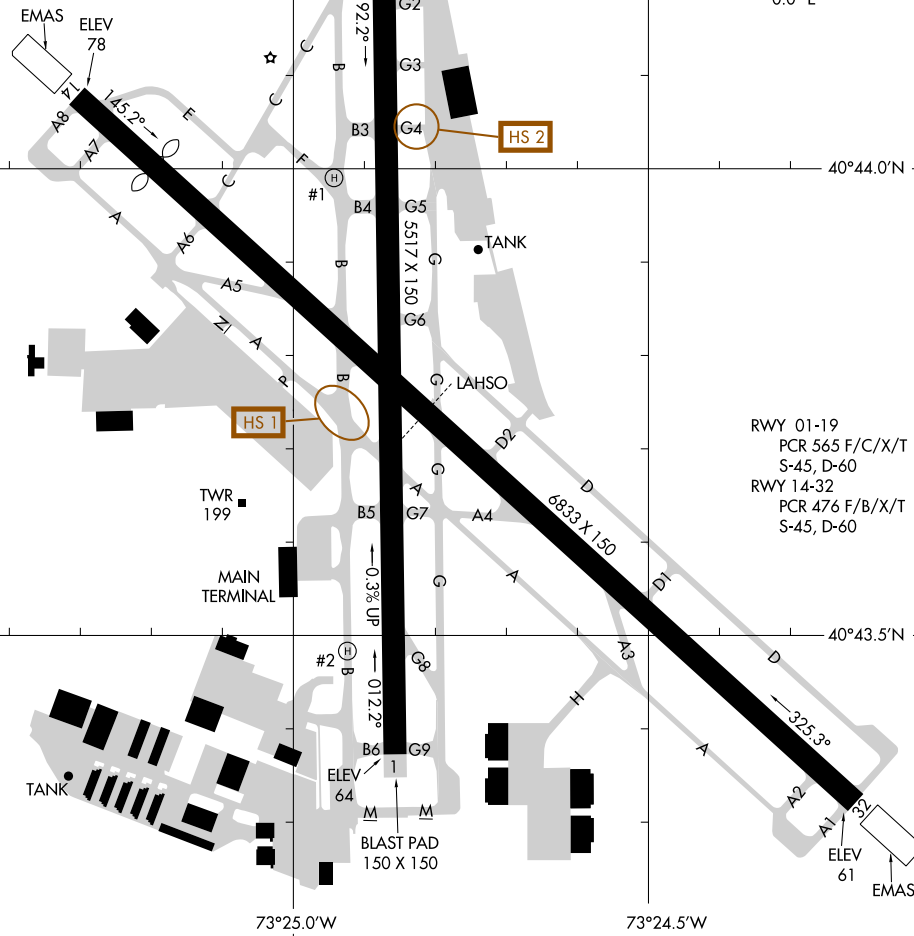 0.0° E
EMAS
ELEV
78
14
145.2°
A8
A7
E
C
C
B
92.2°
G2
G3
B3
G4
HS 2
F
40°44.0'N
H
#1
B4
G5
C
A
A6
A5
B
5517 X 150
G
TANK
G6
N
A
P
B
G
LAHSO
HS 1
D2
D
RWY 01-19
PCR 565 F/C/X/T
S-45, D-60
RWY 14-32
PCR 476 F/B/X/T
S-45, D-60
TWR
199
B5
A
G
G7
A4
6833 X 150
MAIN
TERMINAL
0.3% UP
G
A
D1
40°43.5'N
#2
H
B
012.2°
G8
A3
D
H
325.3°
A
B6
G9
ELEV
64
1
TANK
M
M
BLAST PAD
150 X 150
A2
A1
32
ELEV
61
EMAS
73°25.0'W
73°24.5'W